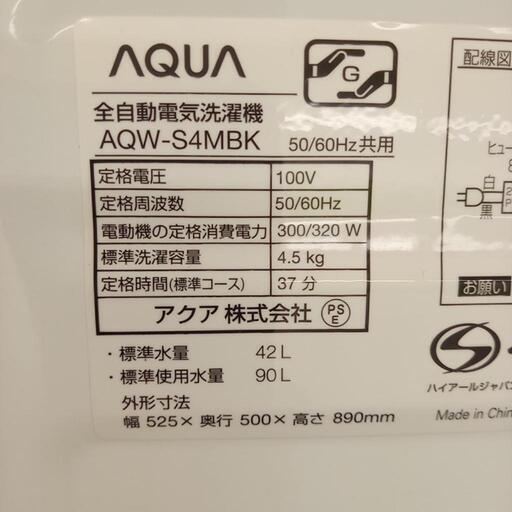 AQUA
G
全自動電気洗濯機
AQW-S4MBK 50/60Hz共用
定格電圧 100V
定格周波数 50/60Hz
電動機の定格消費電力 300/320 W
標準洗濯容量 4.5 kg
定格時間(標準コース) 37 分
アクア 株式会社 PSE
・標準水量 42 L
・標準使用水量 90 L
外形寸法
幅 525× 奥行 500× 高さ 890mm
配線図
ヒュー
白
黒
お願い
ハイアールジャパン
Made in Chin